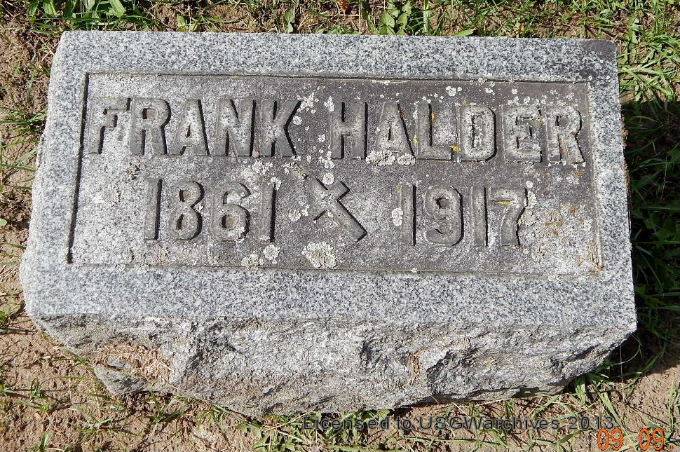 FRANK HALDER
1861 X 1917
Licensed to USGWarchives 2013
09 09